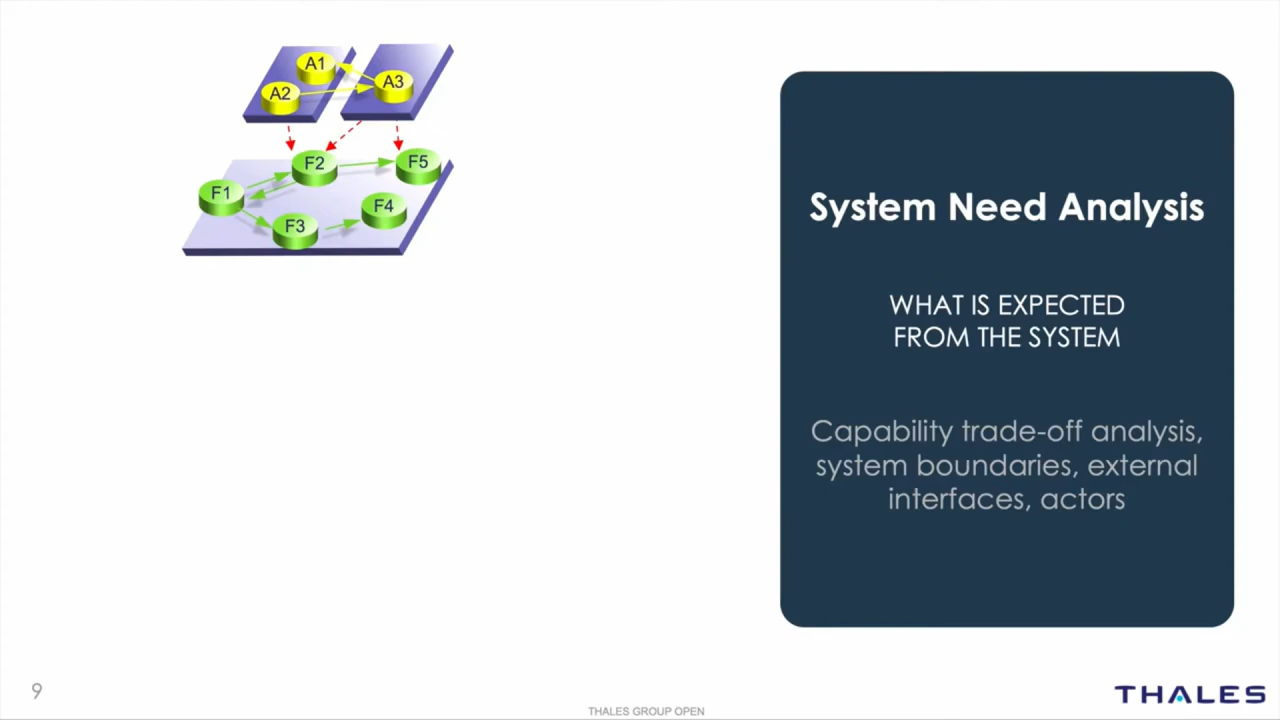 A1
A2
A3
F1
F2
F3
F4
F5
System Need Analysis
WHAT IS EXPECTED
FROM THE SYSTEM
Capability trade-off analysis,
system boundaries, external
interfaces, actors
9
THALES GROUP OPEN
THALES